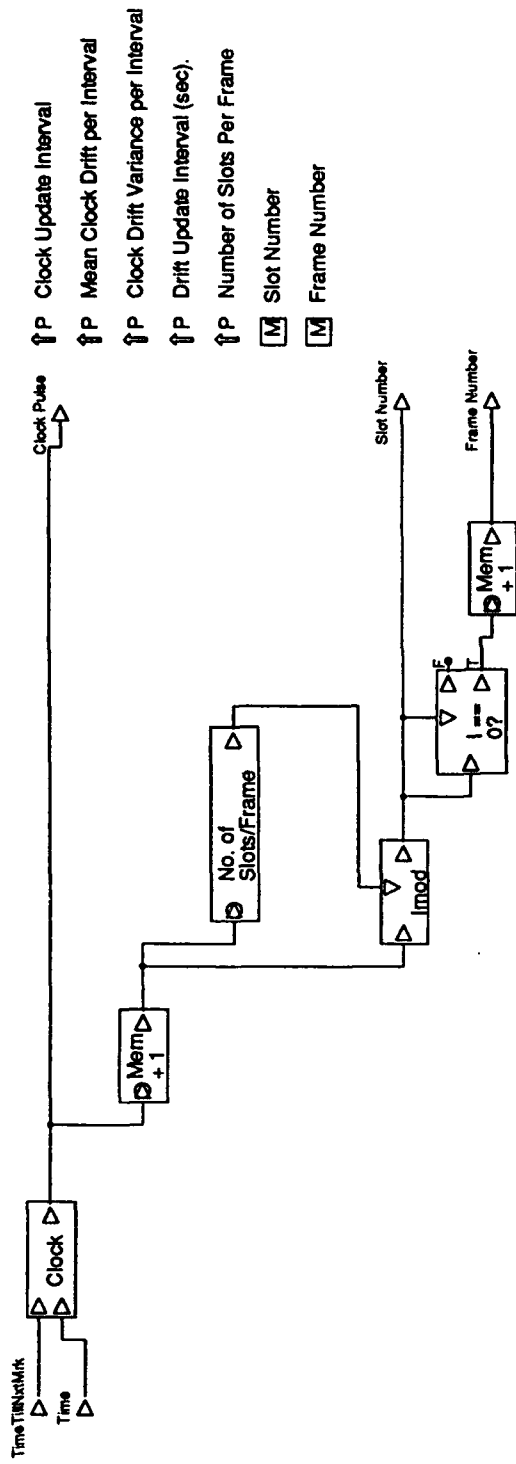 TimeTillNxtMrk
Time
Clock
Mem
+ 1
No. of
Slots/Frame
Imod
I ==
0?
F
T
Mem
+ 1
Clock Pulse
Slot Number
Frame Number
⇑P Clock Update Interval
⇑P Mean Clock Drift per Interval
⇑P Clock Drift Variance per Interval
⇑P Drift Update Interval (sec).
⇑P Number of Slots Per Frame
M Slot Number
M Frame Number